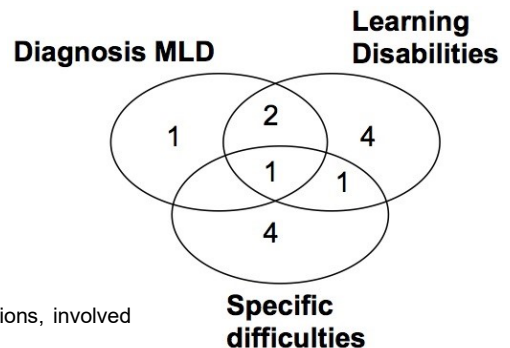 Learning
Disabilities
Diagnosis MLD
2
1
4
1
1
4
ions, involved
Specific
difficulties